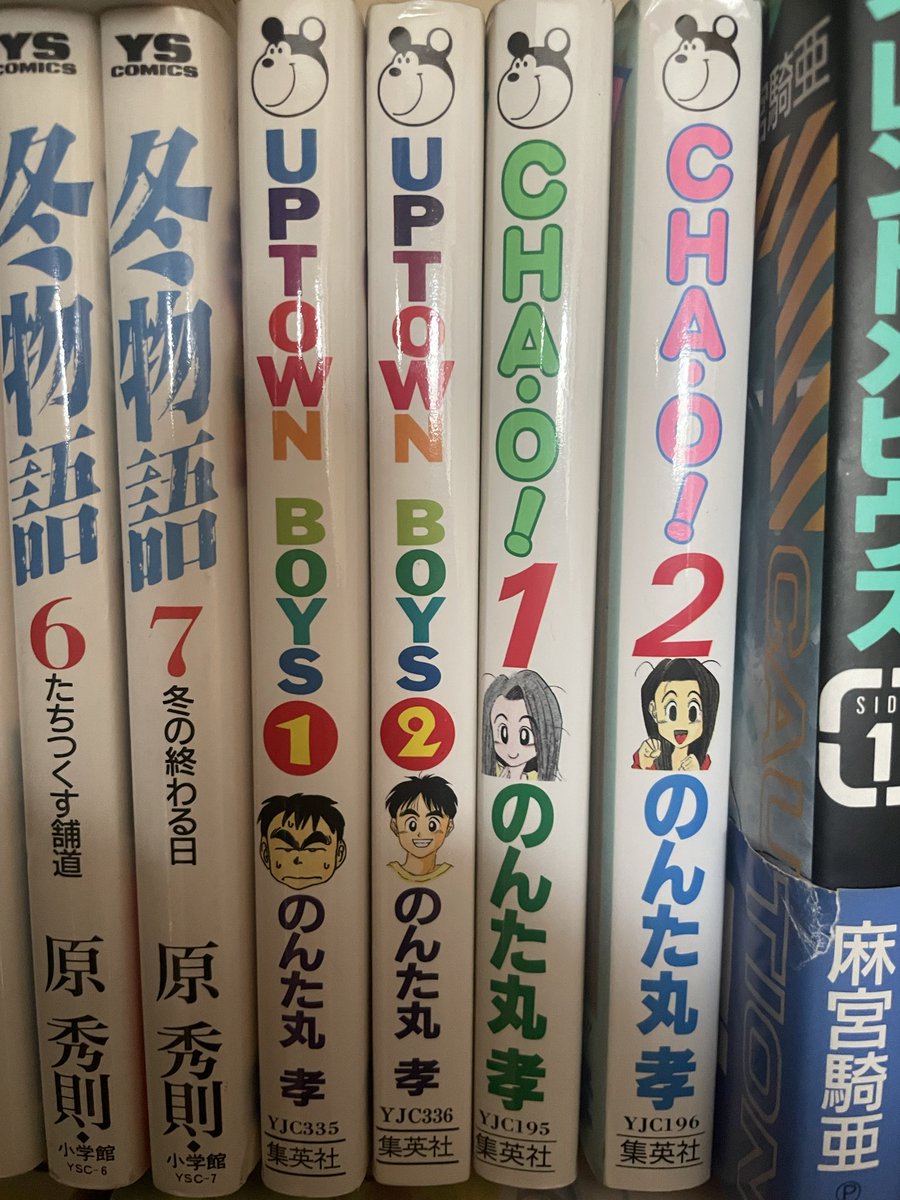 YS
COMICS
冬物語
6
たちつくす舗道
原 秀則・
小学館
YSC-6
YS
COMICS
冬物語
7
冬の終わる日
原 秀則・
小学館
YSC-7
UPTOWN BOYS
1
のんた丸 孝
YJC335
集英社
UPTOWN BOYS
2
のんた丸 孝
YJC336
集英社
CHA・O!
1
のんた丸 孝
YJC195
集英社
CHA・O!
2
のんた丸 孝
YJC196
集英社
宮騎亜
CAUTION
SIDE
1
麻宮騎亜